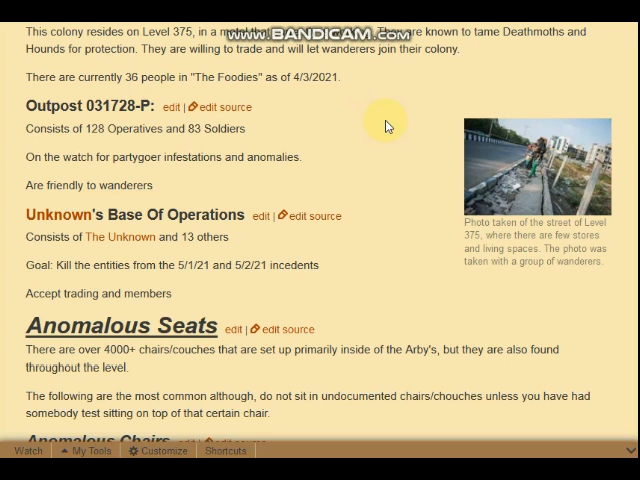 This colony resides on Level 375, in a
www.BANDICAM.com
are known to tame Deathmoths and
Hounds for protection. They are willing to trade and will let wanderers join their colony.
There are currently 36 people in "The Foodies" as of 4/3/2021.
Outpost 031728-P: edit | edit source
Consists of 128 Operatives and 83 Soldiers
On the watch for partygoer infestations and anomalies.
Are friendly to wanderers
Photo taken of the street of Level
375, where there are few stores
and living spaces. The photo was
taken with a group of wanderers.
Unknown's Base Of Operations edit | edit source
Consists of The Unknown and 13 others
Goal: Kill the entities from the 5/1/21 and 5/2/21 incedents
Accept trading and members
Anomalous Seats edit | edit source
There are over 4000+ chairs/couches that are set up primarily inside of the Arby's, but they are also found
throughout the level.
The following are the most common although, do not sit in undocumented chairs/chouches unless you have had
somebody test sitting on top of that certain chair.
Anomalous Chairs edit | edit source
Watch My Tools Customize Shortcuts